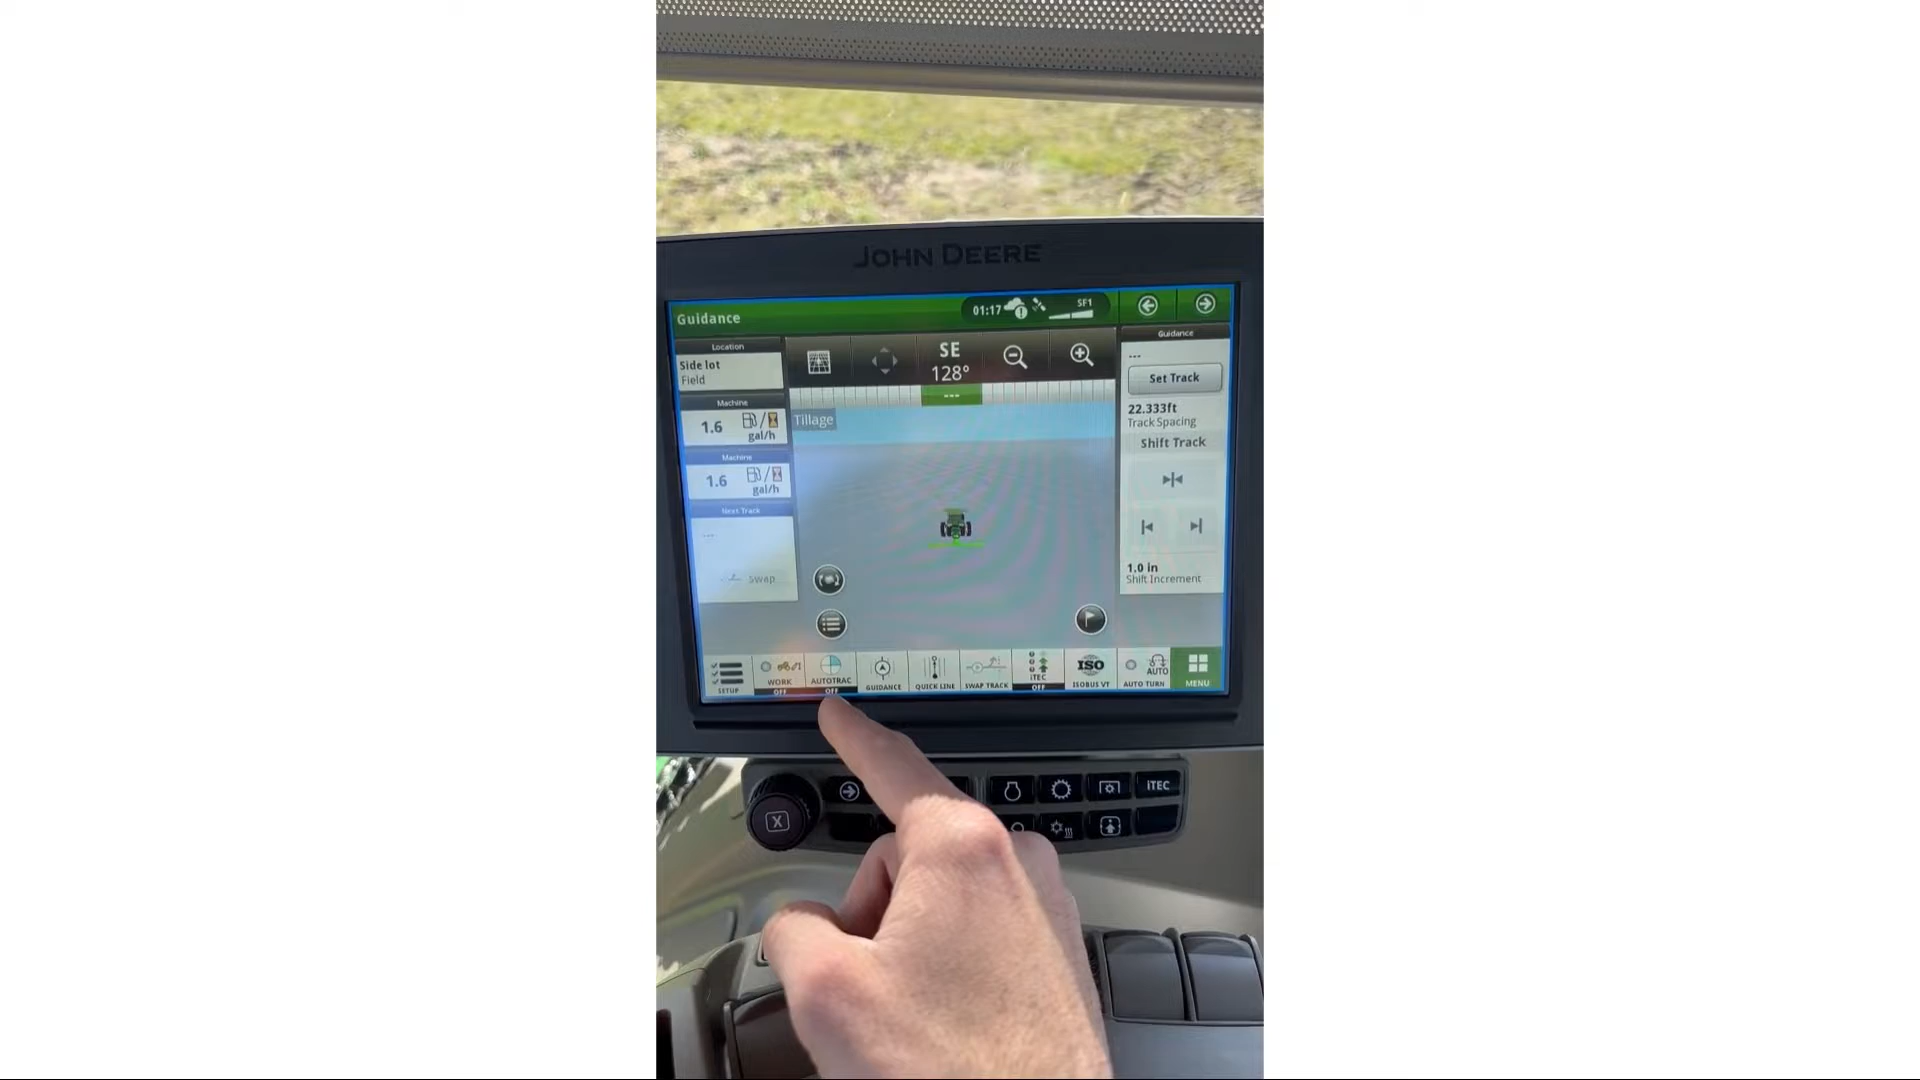 JOHN DEERE
Guidance
01:17
SF1
Location
Side lot
Field
SE
128°
Guidance
---
Set Track
Machine
1.6
gal/h
---
Tillage
22.333ft
Track Spacing
Shift Track
Machine
1.6
gal/h
Next Track
---
Swap
1.0 in
Shift Increment
SETUP
WORK
OFF
AUTOTRAC
OFF
GUIDANCE
QUICK LINE
SWAP TRACK
iTEC
OFF
ISO
ISOBUS VT
AUTO
AUTO TURN
MENU
X
iTEC